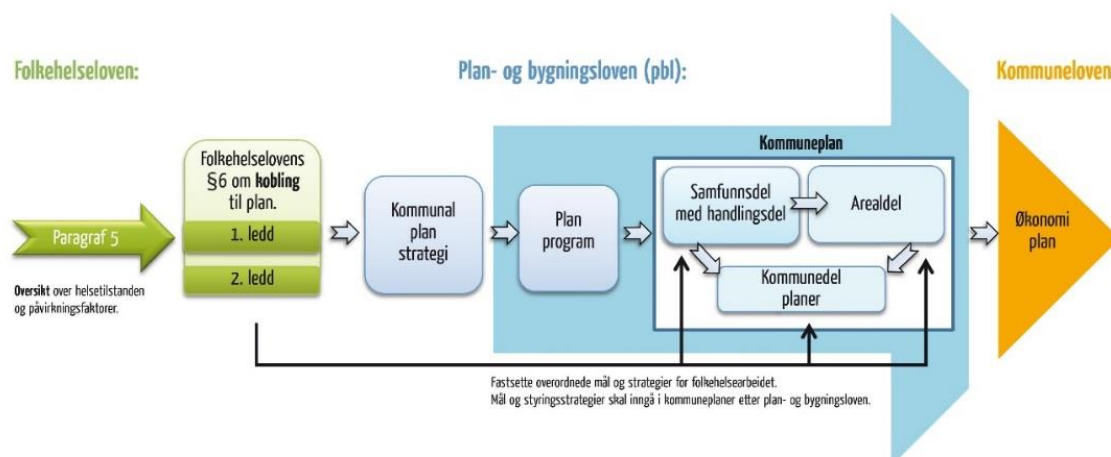 Folkehelseloven:
Plan- og bygningsloven (pbl):
Kommuneloven
Paragraf 5
Oversikt over helsetilstanden
og påvirkningsfaktorer.
Folkehelselovens
§6 om kobling
til plan.
1. ledd
2. ledd
Kommunal
plan
strategi
Plan
program
Kommuneplan
Samfunnsdel
med handlingsdel
Arealdel
Kommunedel
planer
Økonomi
plan
Fastsette overordnede mål og strategier for folkehelsearbeidet.
Mål og styringsstrategier skal inngå i kommuneplaner etter plan- og bygningsloven.